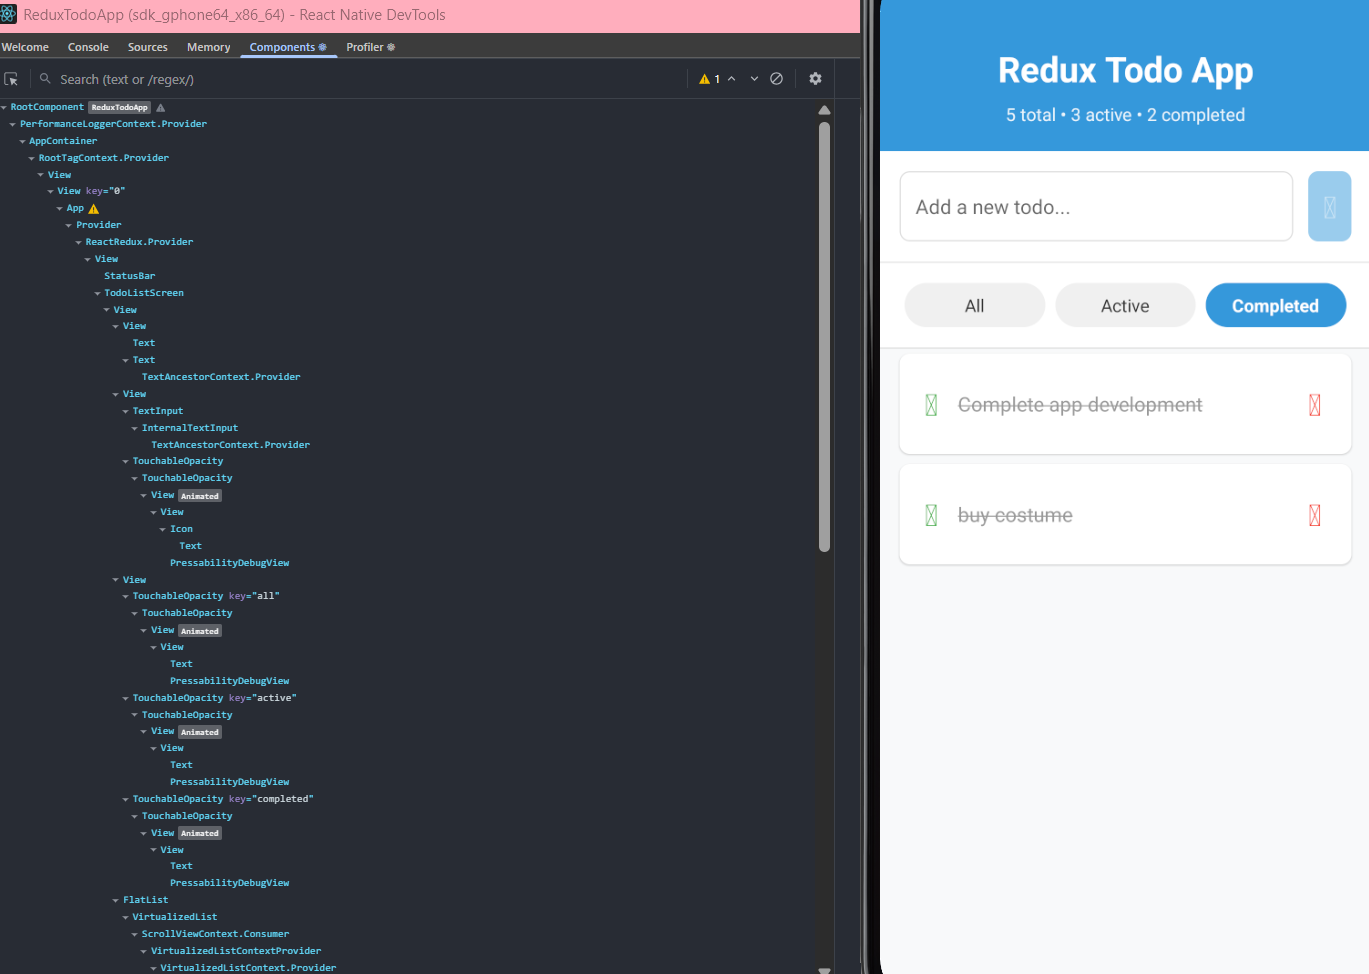 ReduxTodoApp (sdk_gphone64_x86_64) - React Native DevTools
Welcome Console Sources Memory Components Profiler
Search (text or /regex/)
1
RootComponent ReduxTodoApp
PerformanceLoggerContext.Provider
AppContainer
RootTagContext.Provider
View
View key="0"
App
Provider
ReactRedux.Provider
View
StatusBar
TodoListScreen
View
View
Text
Text
TextAncestorContext.Provider
View
TextInput
InternalTextInput
TextAncestorContext.Provider
TouchableOpacity
TouchableOpacity
View Animated
View
Icon
Text
PressabilityDebugView
View
TouchableOpacity key="all"
TouchableOpacity
View Animated
View
Text
PressabilityDebugView
TouchableOpacity key="active"
TouchableOpacity
View Animated
View
Text
PressabilityDebugView
TouchableOpacity key="completed"
TouchableOpacity
View Animated
View
Text
PressabilityDebugView
FlatList
VirtualizedList
ScrollViewContext.Consumer
VirtualizedListContextProvider
VirtualizedListContext.Provider
Redux Todo App
5 total • 3 active • 2 completed
Add a new todo...
All Active Completed
Complete app development
buy costume